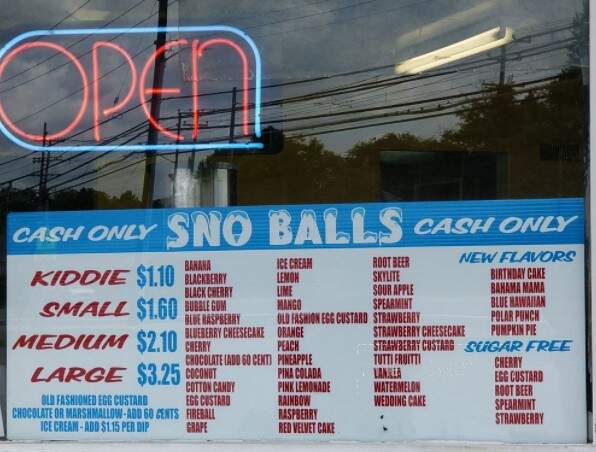 OPEN
CASH ONLY SNO BALLS CASH ONLY
KIDDIE $1.10
SMALL $1.60
MEDIUM $2.10
LARGE $3.25
OLD FASHIONED EGG CUSTARD
CHOCOLATE OR MARSHMALLOW-ADD 60 CENTS
ICE CREAM - ADD $1.15 PER DIP
BANANA
BLACKBERRY
BLACK CHERRY
BUBBLE GUM
BLUE RASPBERRY
BLUEBERRY CHEESECAKE
CHERRY
CHOCOLATE (ADD 60 CENT)
COCONUT
COTTON CANDY
EGG CUSTARD
FIREBALL
GRAPE
ICE CREAM
LEMON
LIME
MANGO
OLD FASHION EGG CUSTARD
ORANGE
PEACH
PINEAPPLE
PINA COLADA
PINK LEMONADE
RAINBOW
RASPBERRY
RED VELVET CAKE
ROOT BEER
SKYLITE
SOUR APPLE
SPEARMINT
STRAWBERRY
STRAWBERRY CHEESECAKE
STRAWBERRY CUSTARD
TUTTI FRUITTI
VANILLA
WATERMELON
WEDDING CAKE
NEW FLAVORS
BIRTHDAY CAKE
BAHAMA MAMA
BLUE HAWAIIAN
POLAR PUNCH
PUMPKIN PIE
SUGAR FREE
CHERRY
EGG CUSTARD
ROOT BEER
SPEARMINT
STRAWBERRY